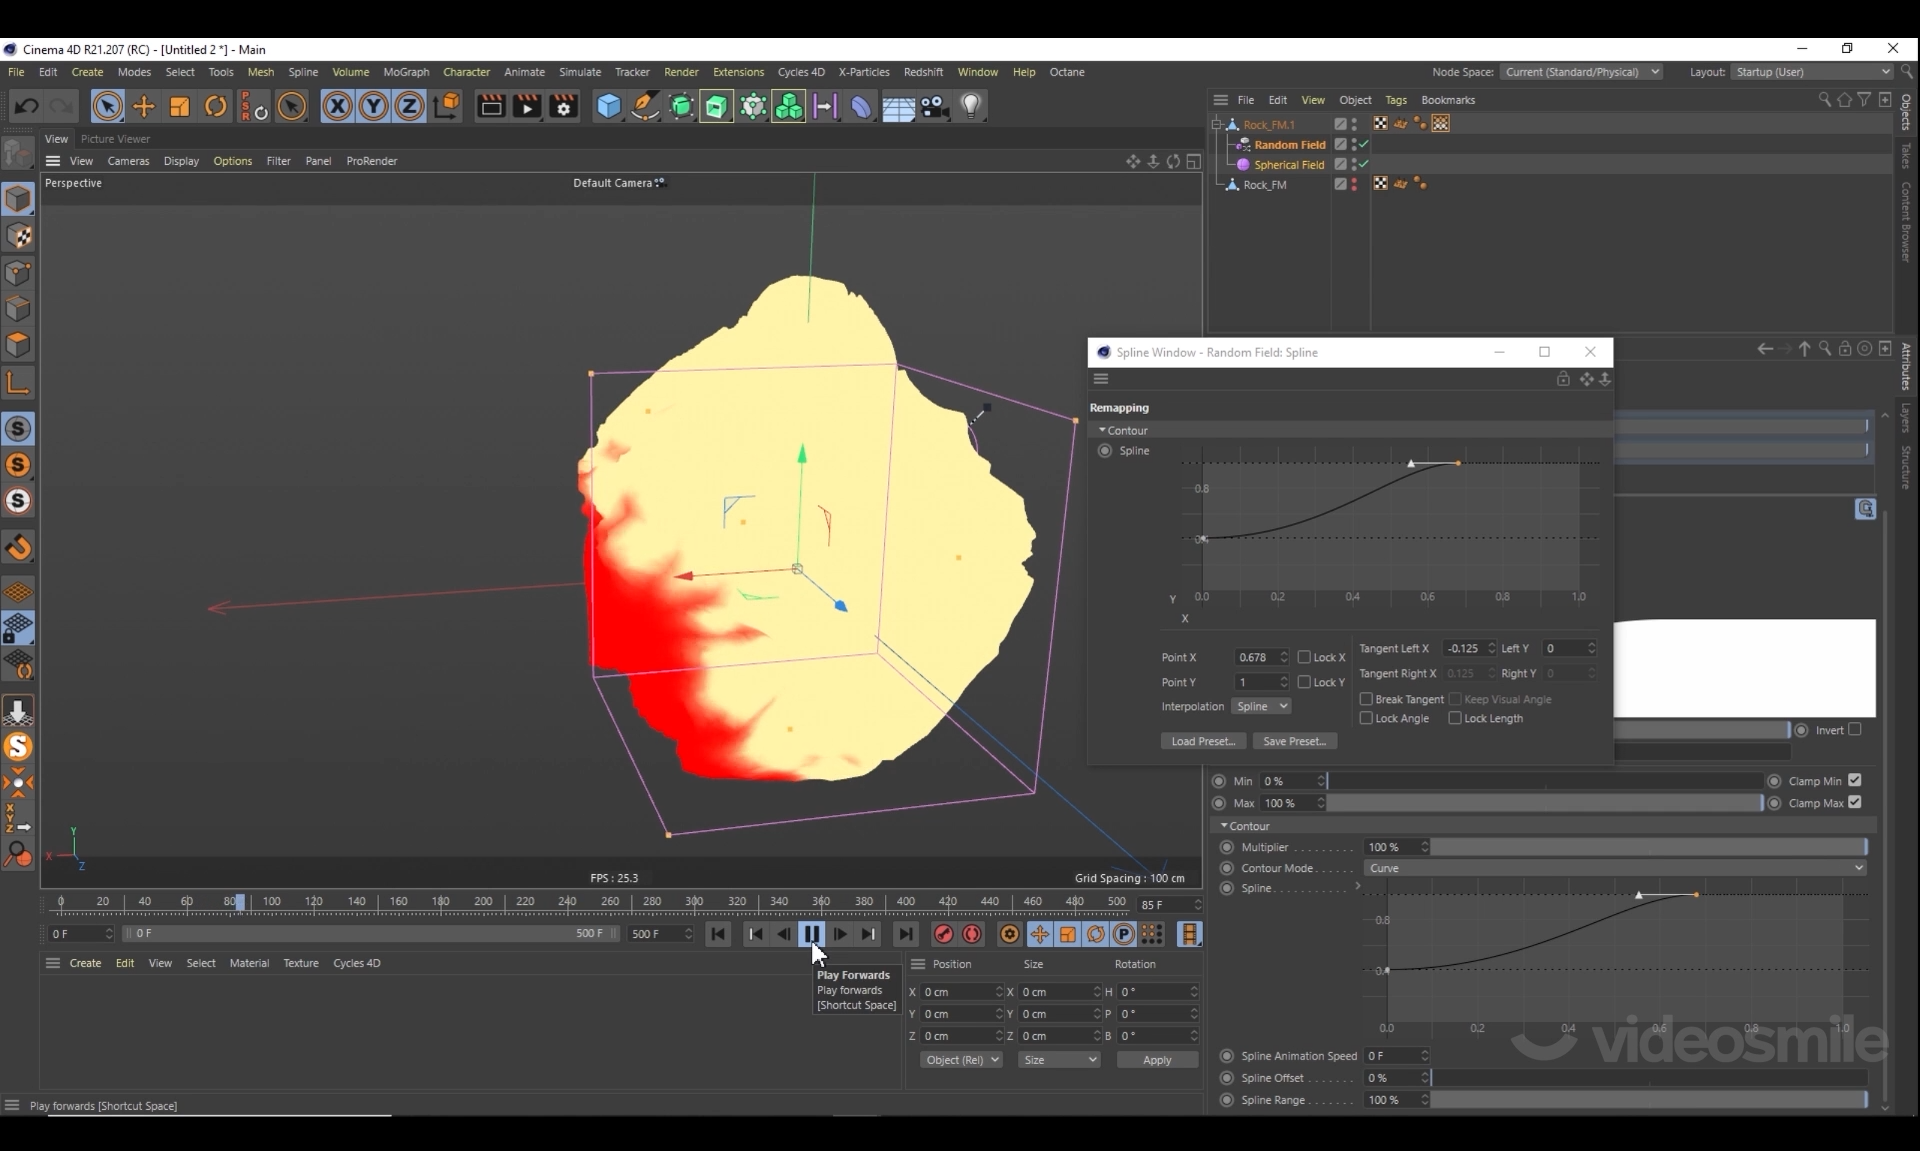 Cinema 4D R21.207 (RC) - [Untitled 2 *] - Main
File Edit Create Modes Select Tools Mesh Spline Volume MoGraph Character Animate Simulate Tracker Render Extensions Cycles 4D X-Particles Redshift Window Help Octane
Node Space: Current (Standard/Physical) Layout: Startup (User)
File Edit View Object Tags Bookmarks
View Picture Viewer
View Cameras Display Options Filter Panel ProRender
Perspective
Default Camera
Rock_FM.1
Random Field
Spherical Field
Rock_FM
Objects
Takes
Content Browser
Attributes
Layers
Structure
Spline Window - Random Field: Spline
Remapping
Contour
Spline
0.8
0.4
Y 0.0 0.2 0.4 0.6 0.8 1.0
X
Point X 0.678 Lock X
Point Y 1 Lock Y
Interpolation Spline
Tangent Left X -0.125 Left Y 0
Tangent Right X 0.125 Right Y 0
Break Tangent Keep Visual Angle
Lock Angle Lock Length
Load Preset... Save Preset...
Invert
Min 0 % Clamp Min
Max 100 % Clamp Max
Contour
Multiplier 100 %
Contour Mode Curve
Spline
0.8
0.4
0.0 0.2 0.4 0.6 0.8 1.0
Spline Animation Speed 0 F
Spline Offset 0 %
Spline Range 100 %
videosmile
Y
X
Z
FPS : 25.3
Grid Spacing : 100 cm
0 20 40 60 80 100 120 140 160 180 200 220 240 260 280 300 320 340 360 380 400 420 440 460 480 500 85 F
0 F 0 F 500 F 500 F
Create Edit View Select Material Texture Cycles 4D
Play Forwards
Play forwards
[Shortcut Space]
Position Size Rotation
X 0 cm X 0 cm H 0 °
Y 0 cm Y 0 cm P 0 °
Z 0 cm Z 0 cm B 0 °
Object (Rel) Size Apply
Play forwards [Shortcut Space]